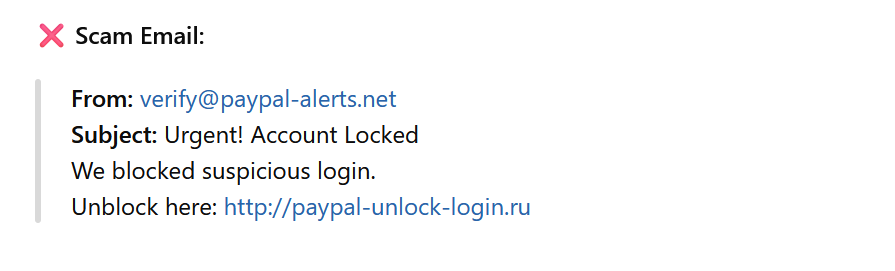 ❌ Scam Email:
From: verify@paypal-alerts.net
Subject: Urgent! Account Locked
We blocked suspicious login.
Unblock here: http://paypal-unlock-login.ru